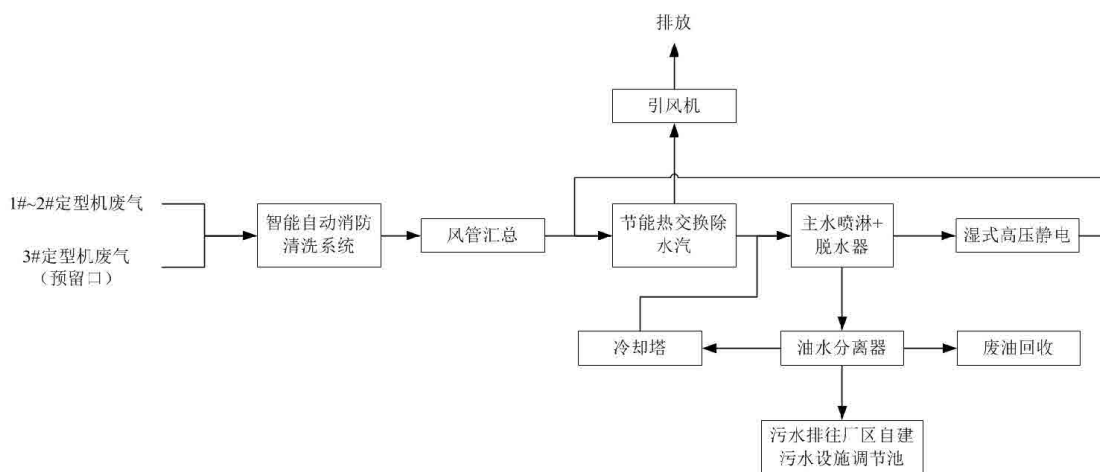 排放
引风机
1#~2#定型机废气
3#定型机废气
（预留口）
智能自动消防
清洗系统
风管汇总
节能热交换除
水汽
主水喷淋+
脱水器
湿式高压静电
冷却塔
油水分离器
废油回收
污水排往厂区自建
污水设施调节池